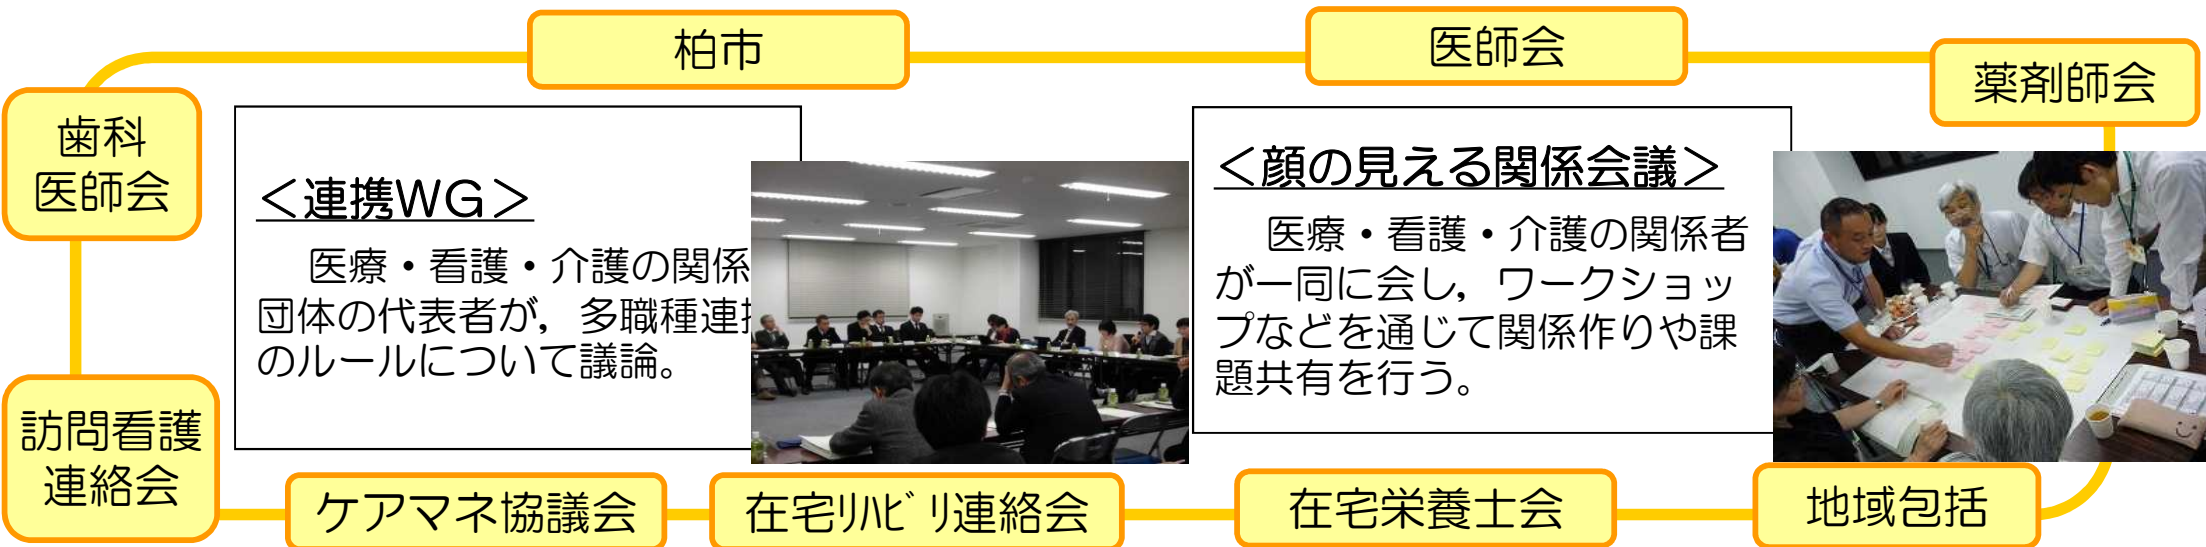 柏市
医師会
薬剤師会
歯科
医師会
＜連携WG＞
医療・看護・介護の関係
団体の代表者が，多職種連
のルールについて議論。
＜顔の見える関係会議＞
医療・看護・介護の関係者
が一同に会し，ワークショッ
プなどを通じて関係作りや課
題共有を行う。
訪問看護
連絡会
ケアマネ協議会
在宅ﾘﾊﾋﾞﾘ連絡会
在宅栄養士会
地域包括